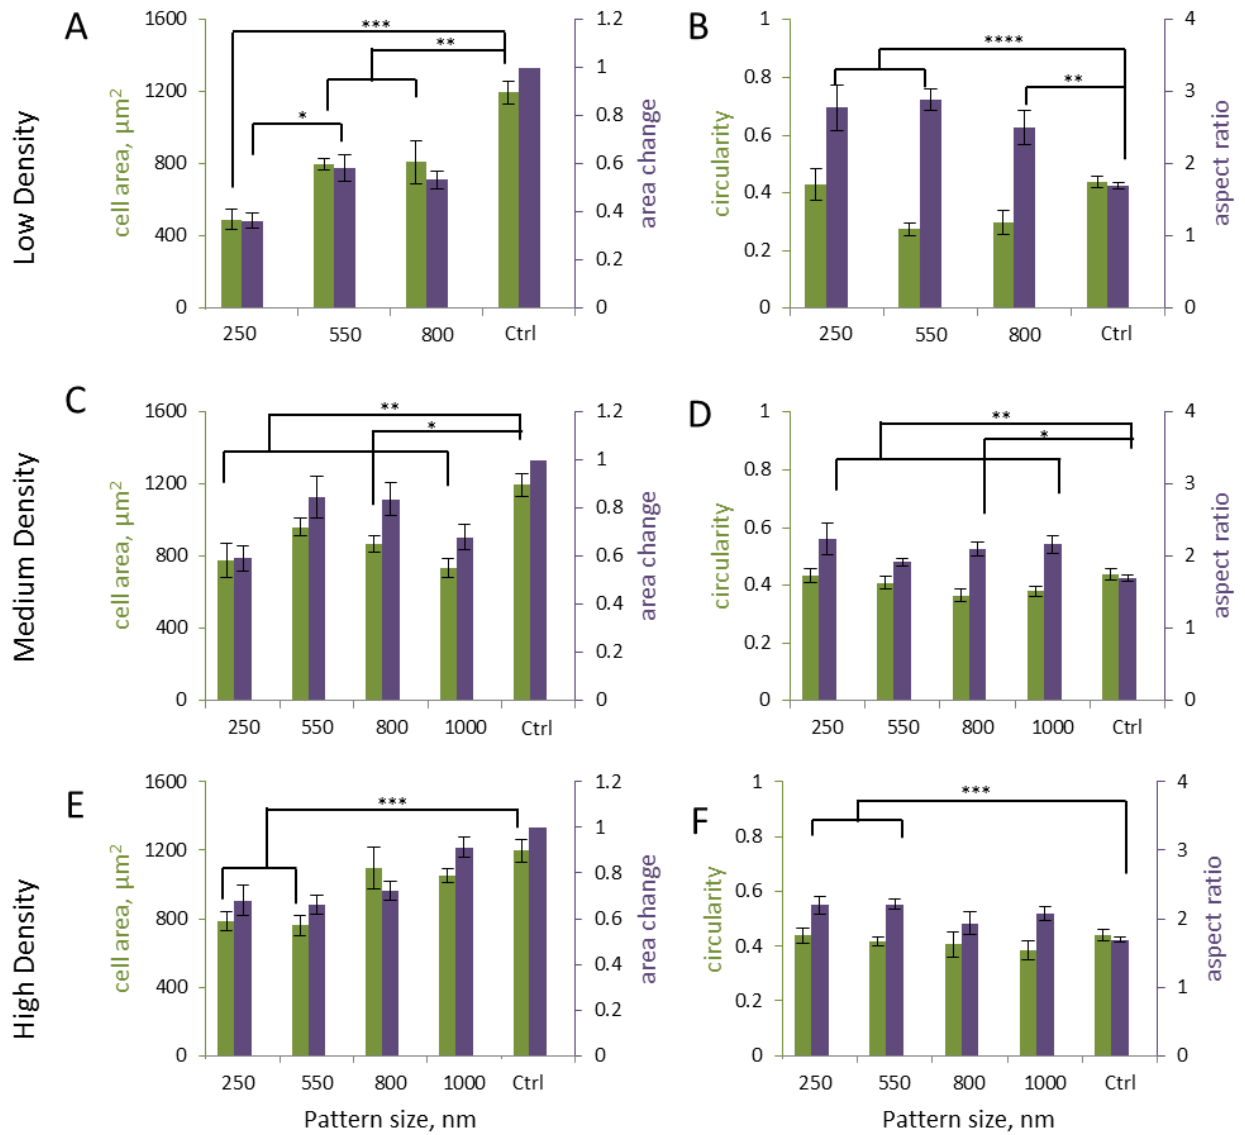 A
B
Low Density
cell area, µm²
1600
1200
800
400
0
***
**
*
1.2
1
0.8
0.6
0.4
0.2
0
area change
250 550 800 Ctrl
circularity
1
0.8
0.6
0.4
0.2
0
****
**
4
3
2
1
0
aspect ratio
250 550 800 Ctrl
C
D
Medium Density
cell area, µm²
1600
1200
800
400
0
**
*
1.2
1
0.8
0.6
0.4
0.2
0
area change
250 550 800 1000 Ctrl
circularity
1
0.8
0.6
0.4
0.2
0
**
*
4
3
2
1
0
aspect ratio
250 550 800 1000 Ctrl
E
F
High Density
cell area, µm²
1600
1200
800
400
0
***
1.2
1
0.8
0.6
0.4
0.2
0
area change
250 550 800 1000 Ctrl
Pattern size, nm
circularity
1
0.8
0.6
0.4
0.2
0
***
4
3
2
1
0
aspect ratio
250 550 800 1000 Ctrl
Pattern size, nm